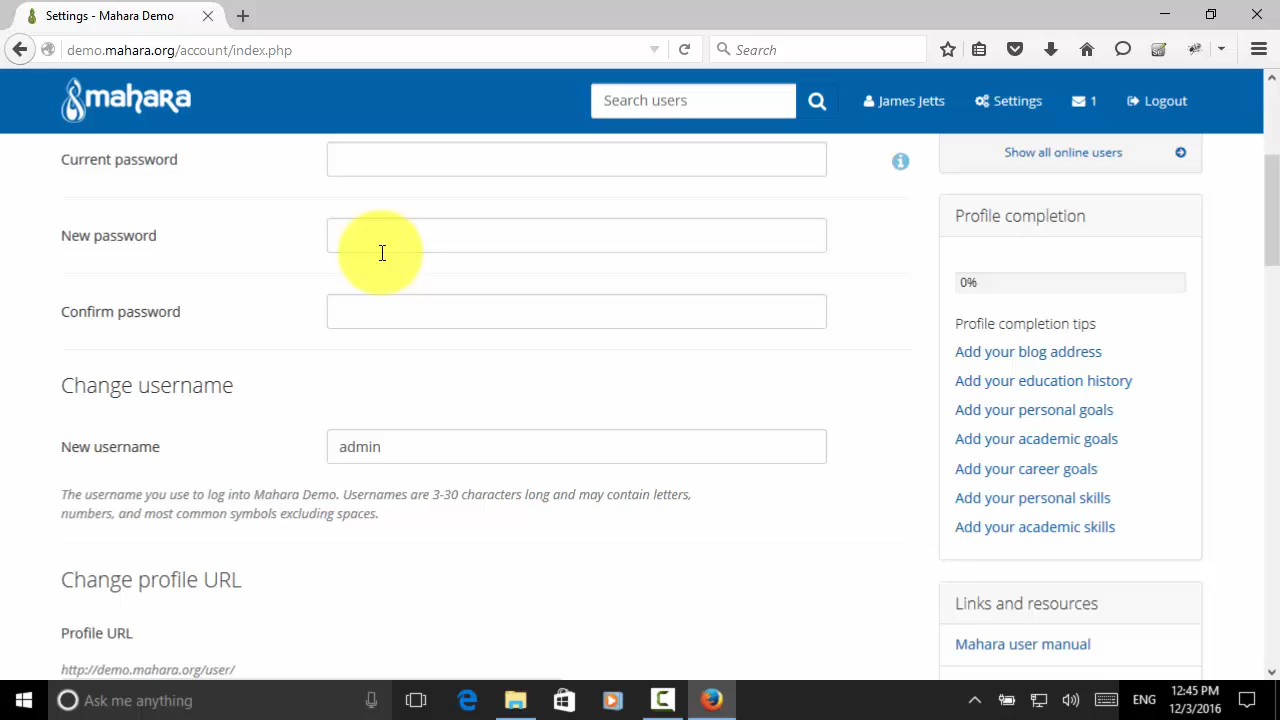 Settings - Mahara Demo
demo.mahara.org/account/index.php
Search
mahara
Search users
James Jetts
Settings
1
Logout
Current password
New password
Confirm password
Change username
New username
admin
The username you use to log into Mahara Demo. Usernames are 3-30 characters long and may contain letters,
numbers, and most common symbols excluding spaces.
Change profile URL
Profile URL
http://demo.mahara.org/user/
Show all online users
Profile completion
0%
Profile completion tips
Add your blog address
Add your education history
Add your personal goals
Add your academic goals
Add your career goals
Add your personal skills
Add your academic skills
Links and resources
Mahara user manual
Ask me anything
ENG
12:45 PM
12/3/2016